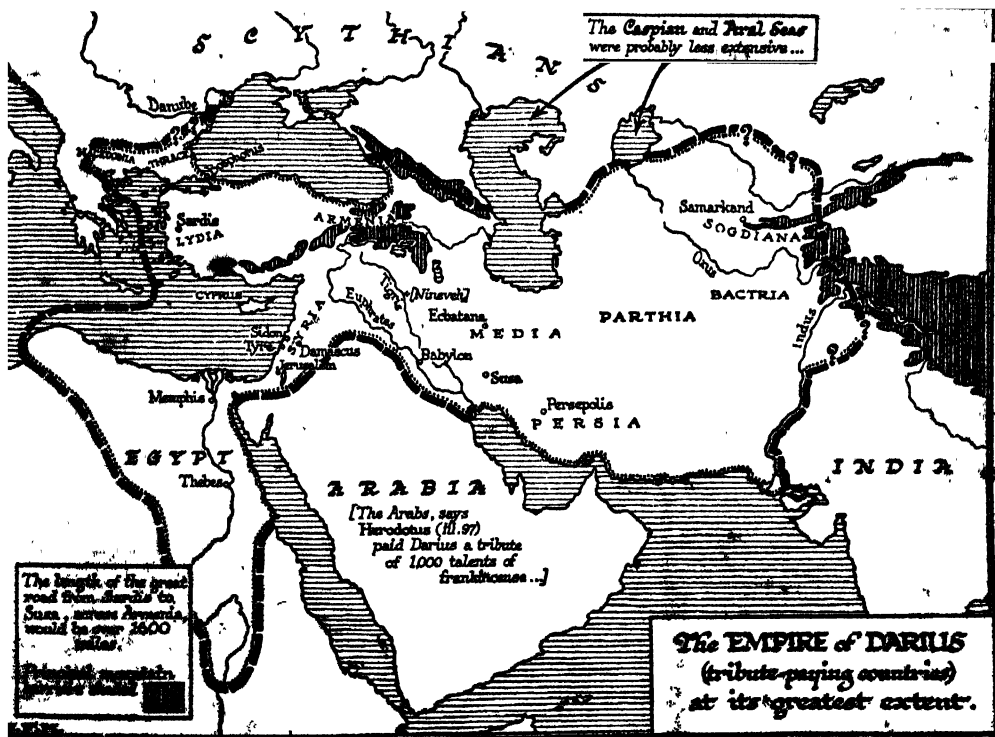 SCYTHIANS
The Caspian and Aral Seas
were probably less extensive...
Danube
?
MACEDONIA
THRACE
Bosphorus
?
?
Samarkand
SOGDIANA
Sardis
LYDIA
ARMENIA
Oxus
BACTRIA
CYPRUS
Tigris
[Nineveh]
Euphrates
Ecbatana
MEDIA
PARTHIA
Indus
?
SYRIA
Sidon
Tyre
Damascus
Jerusalem
Babylon
Susa
Memphis
Persepolis
PERSIA
EGYPT
Thebes
ARABIA
INDIA
[The Arabs, says
Herodotus (III.97)
paid Darius a tribute
of 1,000 talents of
frankincense...]
The length of the great
road from Sardis to
Susa, across Armenia,
would be over 1600
miles.
Principal mountain
The EMPIRE of DARIUS
(tribute-paying countries)
at its greatest extent.